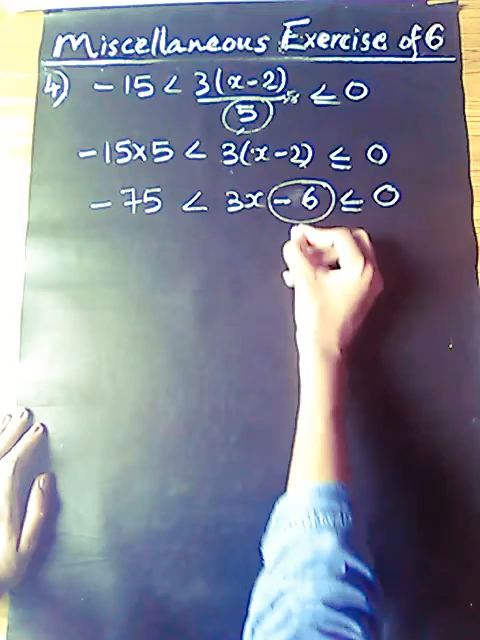 Miscellaneous Exercise of 6
4) -15 < 3(x-2)/5 ≤ 0
-15×5 < 3(x-2) ≤ 0
-75 < 3x - 6 ≤ 0